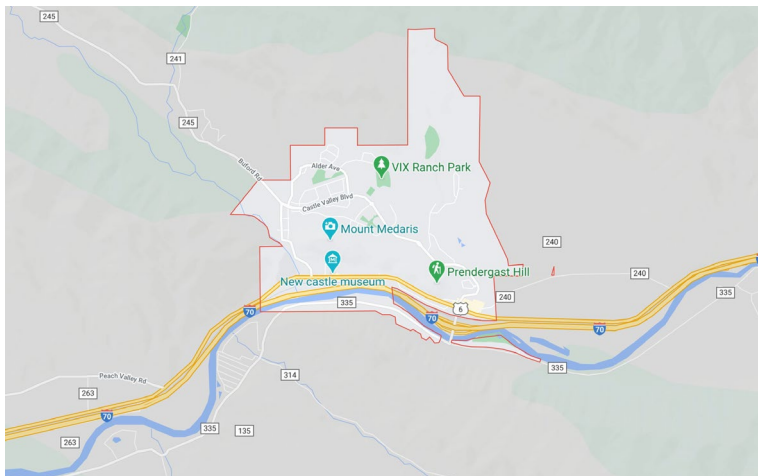 245
241
245
Buford Rd
Alder Ave
VIX Ranch Park
Castle Valley Blvd
Mount Medaris
240
New castle museum
Prendergast Hill
240
240
335
335
70
6
70
70
70
335
314
Peach Valley Rd
263
70
335
135
263